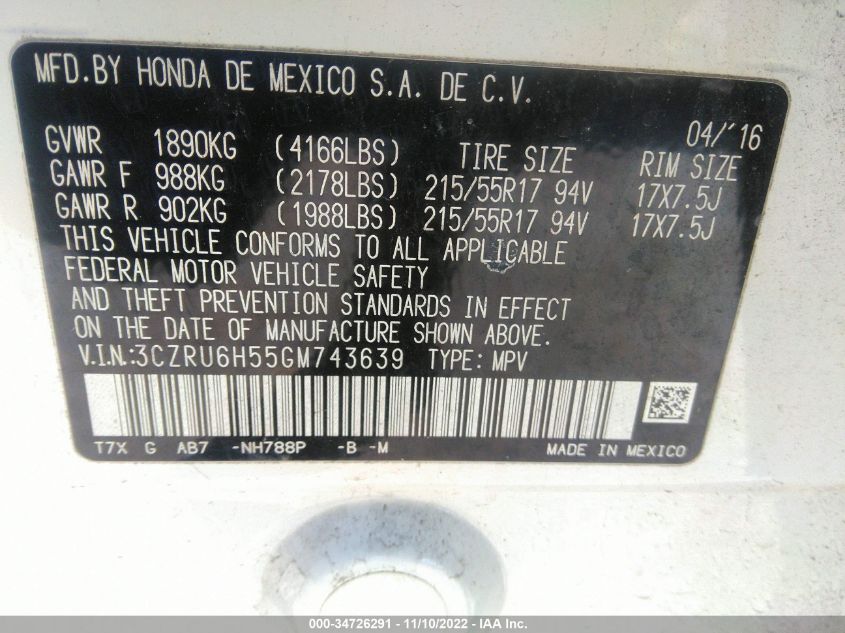 MFD.BY HONDA DE MEXICO S.A. DE C.V.
04/'16
GVWR 1890KG (4166LBS) TIRE SIZE RIM SIZE
GAWR F 988KG (2178LBS) 215/55R17 94V 17X7.5J
GAWR R 902KG (1988LBS) 215/55R17 94V 17X7.5J
THIS VEHICLE CONFORMS TO ALL APPLICABLE
FEDERAL MOTOR VEHICLE SAFETY
AND THEFT PREVENTION STANDARDS IN EFFECT
ON THE DATE OF MANUFACTURE SHOWN ABOVE.
V.I.N.:3CZRU6H55GM743639 TYPE: MPV
T7X G AB7 -NH788P -B -M MADE IN MEXICO
000-34726291 - 11/10/2022 - IAA Inc.